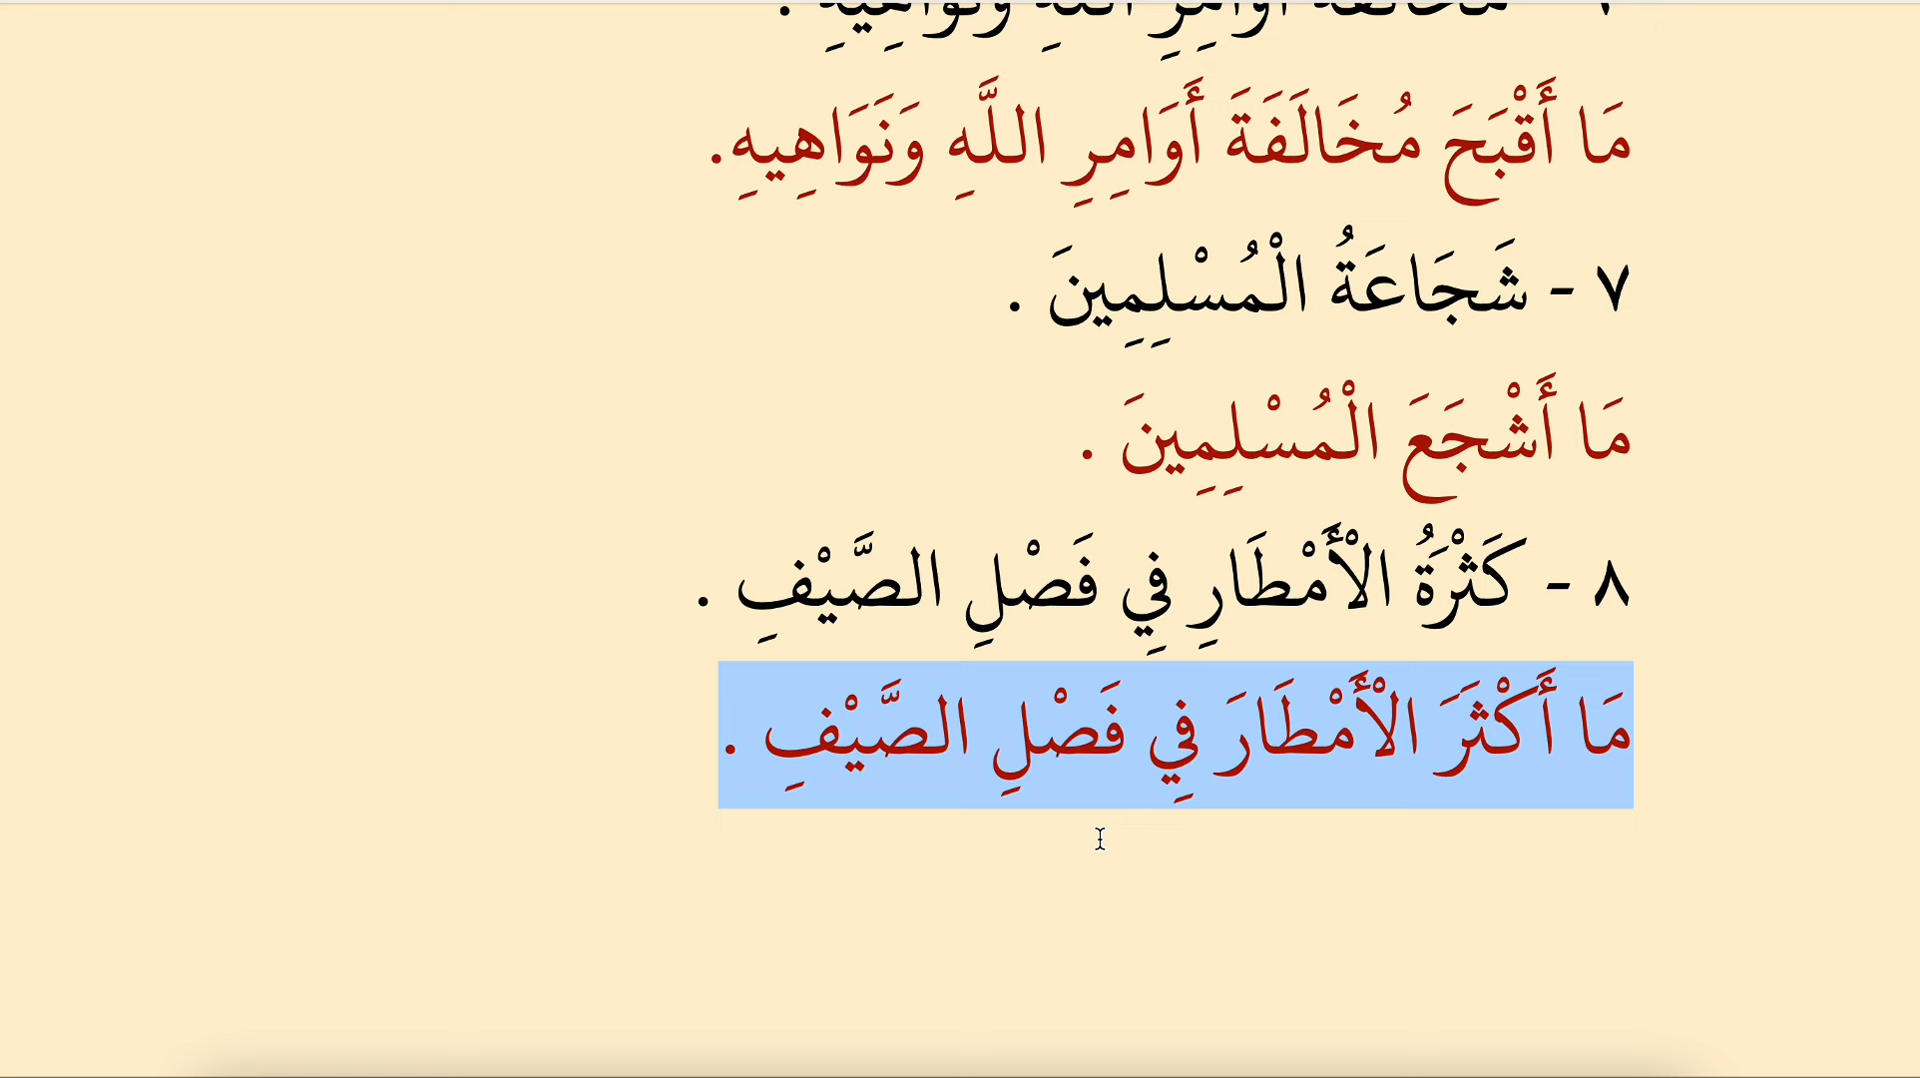 مَا أَقْبَحَ مُخَالَفَةَ أَوَامِرِ اللَّهِ وَنَوَاهِيهِ.
٧ - شَجَاعَةُ الْمُسْلِمِينَ .
مَا أَشْجَعَ الْمُسْلِمِينَ .
٨ - كَثْرَةُ الْأَمْطَارِ فِي فَصْلِ الصَّيْفِ .
مَا أَكْثَرَ الْأَمْطَارَ فِي فَصْلِ الصَّيْفِ .